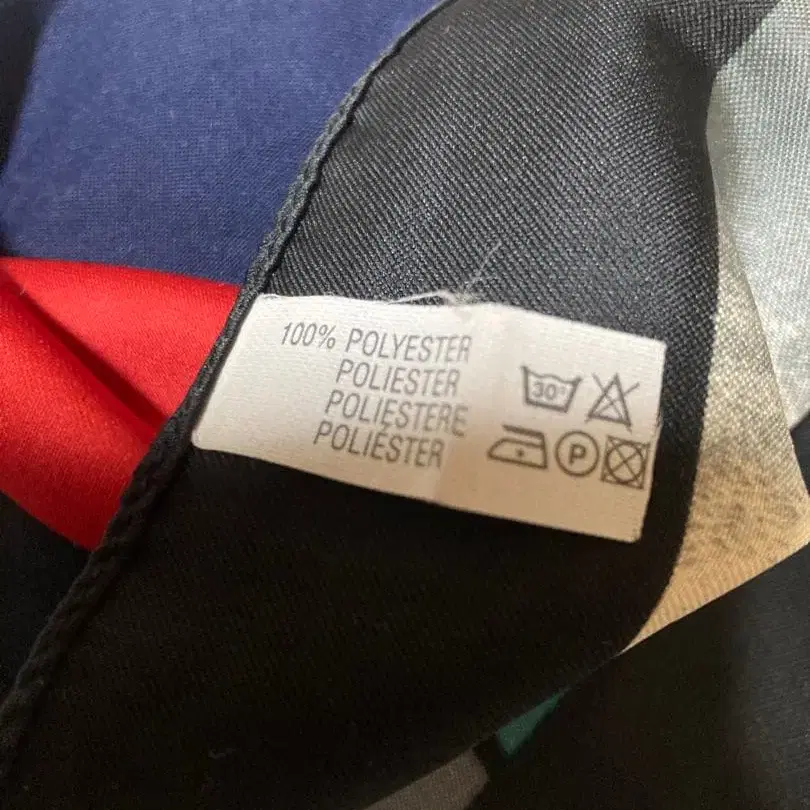 100% POLYESTER
POLIESTER
POLIESTERE
POLIÉSTER
30°
P